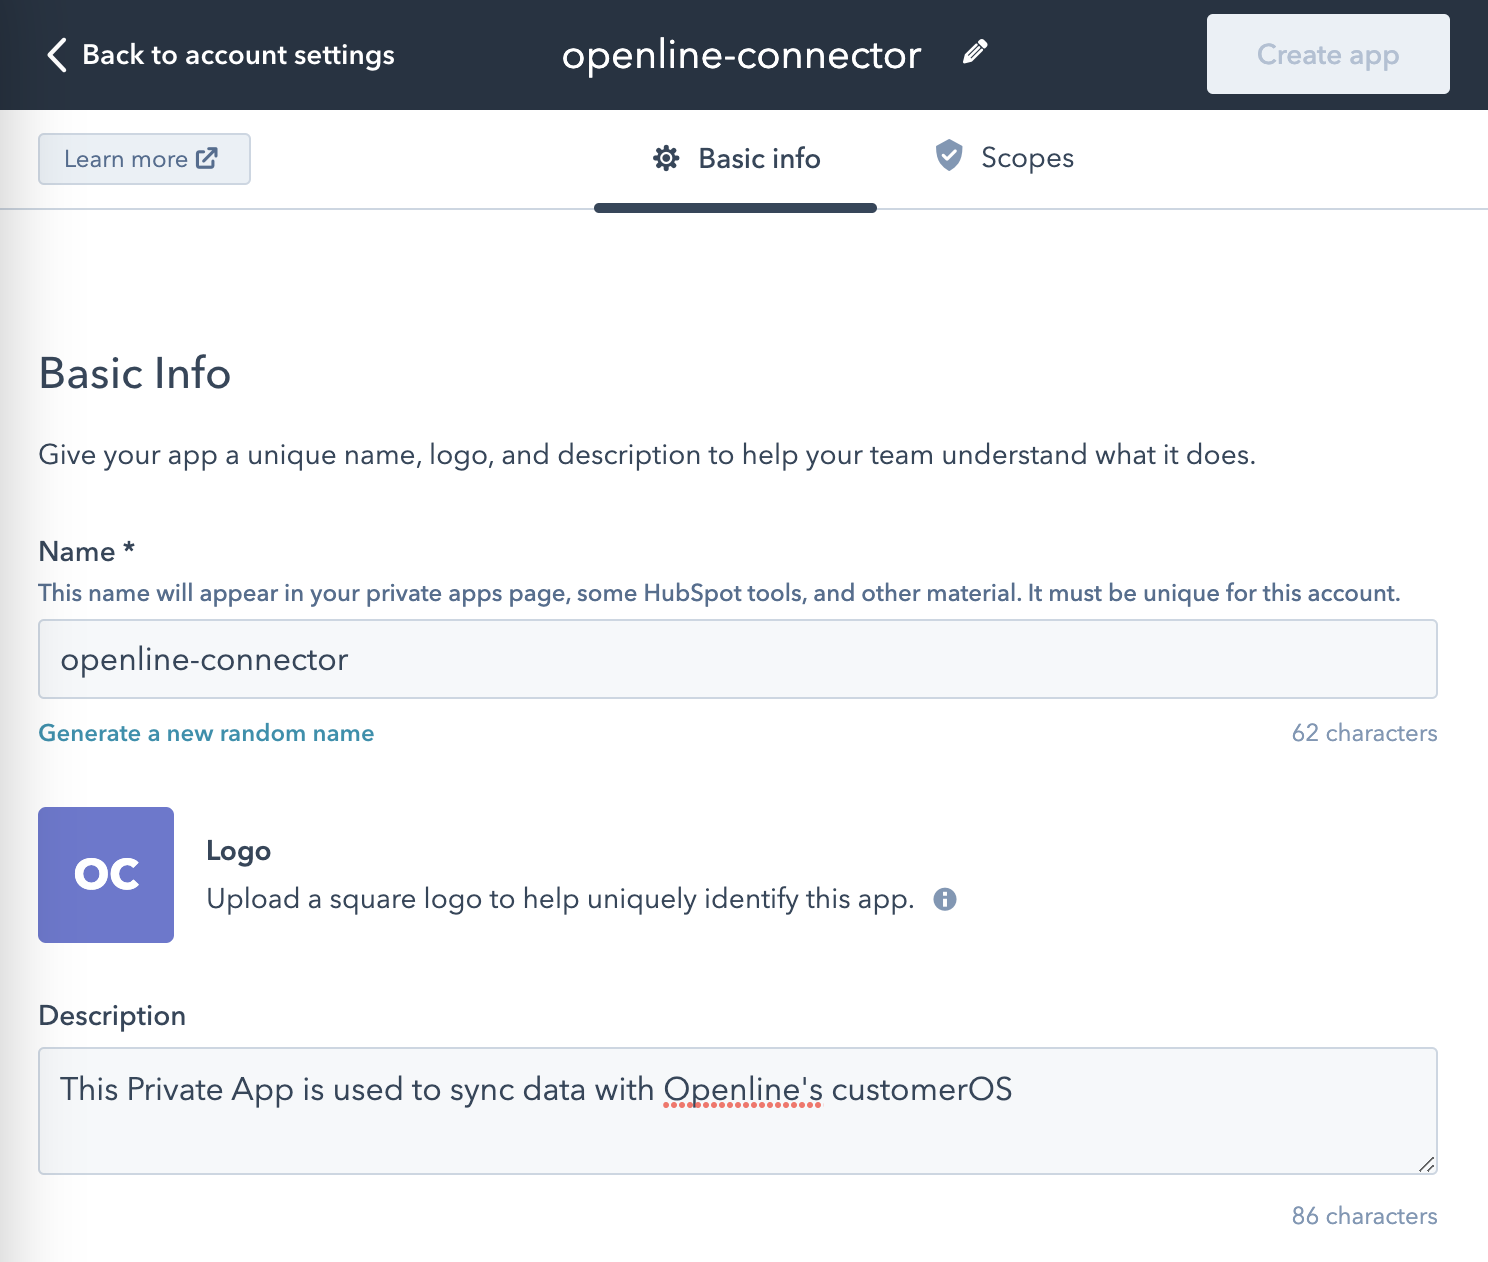 Back to account settings
openline-connector
Create app
Learn more
Basic info
Scopes
Basic Info
Give your app a unique name, logo, and description to help your team understand what it does.
Name *
This name will appear in your private apps page, some HubSpot tools, and other material. It must be unique for this account.
openline-connector
Generate a new random name
62 characters
oc
Logo
Upload a square logo to help uniquely identify this app.
Description
This Private App is used to sync data with Openline's customerOS
86 characters